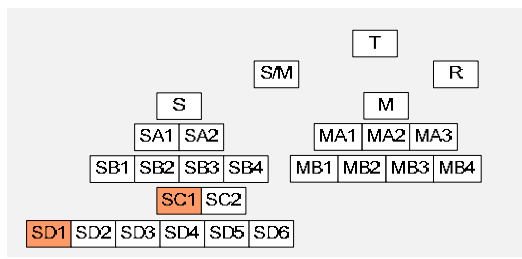 T
S/M R
S M
SA1 SA2 MA1 MA2 MA3
SB1 SB2 SB3 SB4 MB1 MB2 MB3 MB4
SC1 SC2
SD1 SD2 SD3 SD4 SD5 SD6